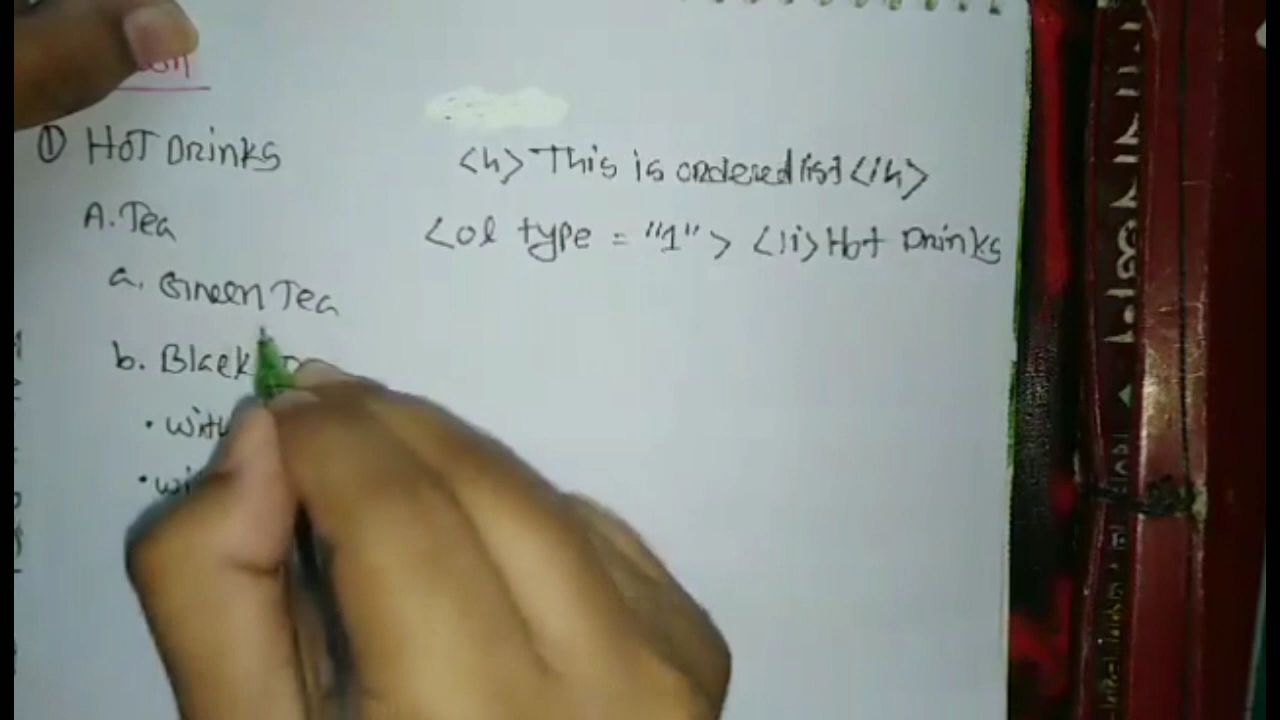 ① HOT DRINKS
A. Tea
a. Green Tea
b. Black
<h> This is ordered list </h>
<ol type = "1"> <li> Hot Drinks